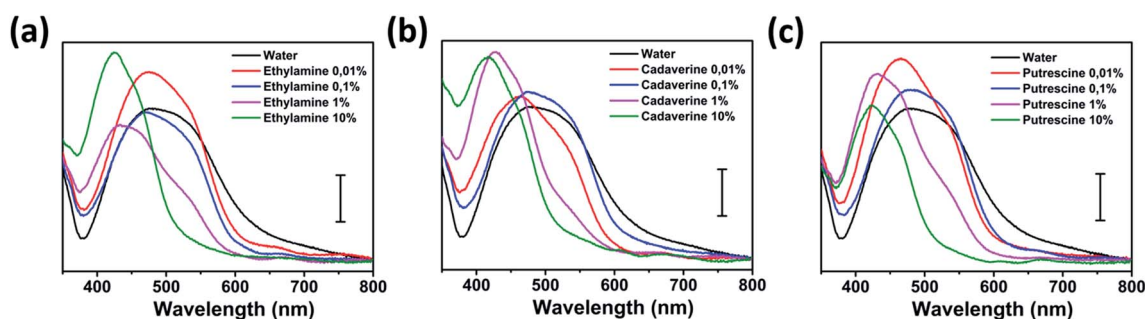 (a)
Water
Ethylamine 0,01%
Ethylamine 0,1%
Ethylamine 1%
Ethylamine 10%
400 500 600 700 800
Wavelength (nm)
(b)
Water
Cadaverine 0,01%
Cadaverine 0,1%
Cadaverine 1%
Cadaverine 10%
400 500 600 700 800
Wavelength (nm)
(c)
Water
Putrescine 0,01%
Putrescine 0,1%
Putrescine 1%
Putrescine 10%
400 500 600 700 800
Wavelength (nm)